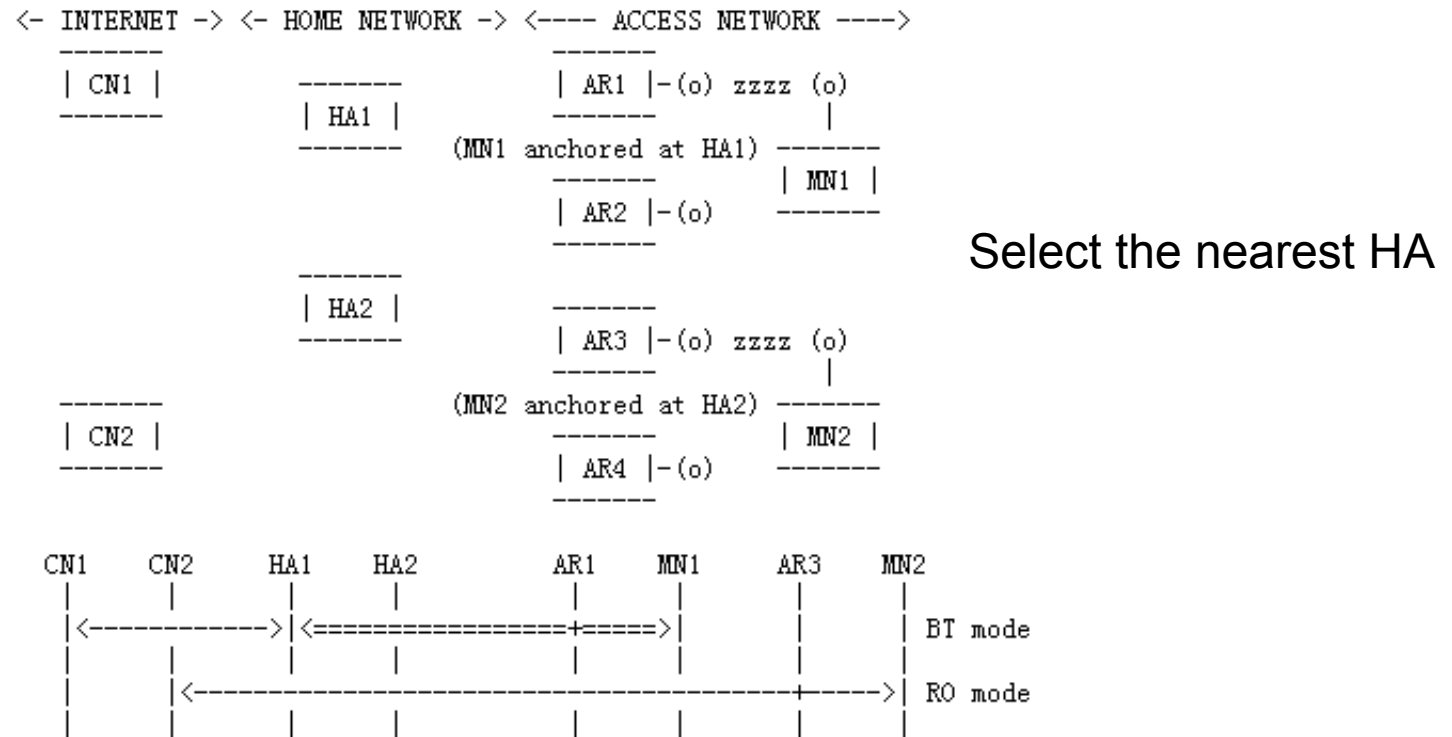 <- INTERNET -> <- HOME NETWORK -> <---- ACCESS NETWORK ---->
-------                           -------
| CN1 |         -------           | AR1 |-(o) zzzz (o)
-------         | HA1 |           -------           |
                -------    (MN1 anchored at HA1) -------
                                  -------        | MN1 |
                                  | AR2 |-(o)    -------
                                  -------
Select the nearest HA
                -------
                | HA2 |           -------
                -------           | AR3 |-(o) zzzz (o)
                                  -------           |
-------                    (MN2 anchored at HA2) -------
| CN2 |                           -------        | MN2 |
-------                           | AR4 |-(o)    -------
                                  -------
CN1    CN2    HA1    HA2          AR1    MN1    AR3    MN2
 |      |      |      |            |      |      |      |
 |<------------>|<=================+=====>|      |      | BT mode
 |      |      |      |            |      |      |      |
 |      |<-----------------------------------------+----->| RO mode
 |      |      |      |            |      |      |      |